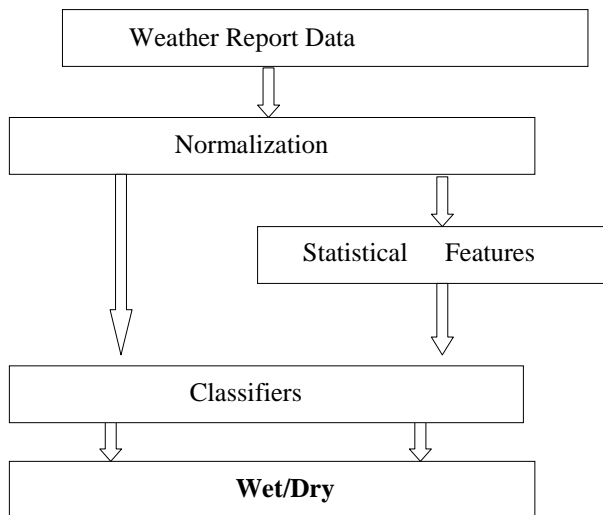 Weather Report Data
Normalization
Statistical Features
Classifiers
Wet/Dry